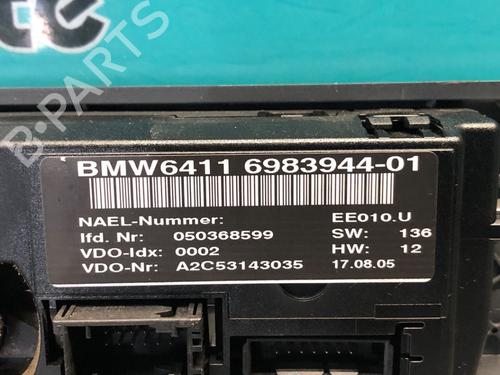 BMW6411 6983944-01
NAEL-Nummer: EE010.U
lfd. Nr: 050368599 SW: 136
VDO-Idx: 0002 HW: 12
VDO-Nr: A2C53143035 17.08.05
B-PARTS